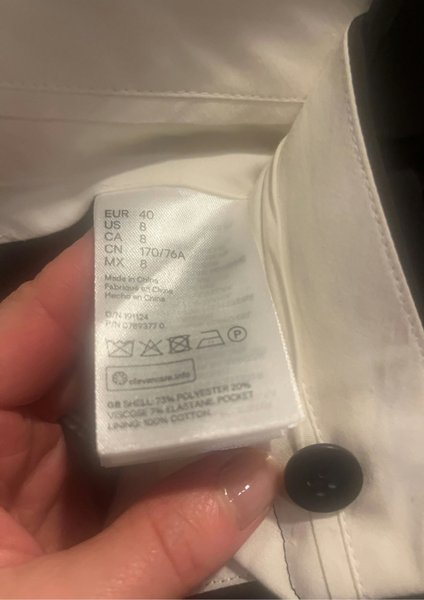 EUR 40
US 8
CA 8
CN 170/76A
MX 8
Made in China
Fabriqué en Chine
Hecho en China
O/N 191124
P/N 0789377 0
P
clevercare.info
GB SHELL: 73% POLYESTER 20%
VISCOSE 7% ELASTANE, POCKET
LINING: 100% COTTON.